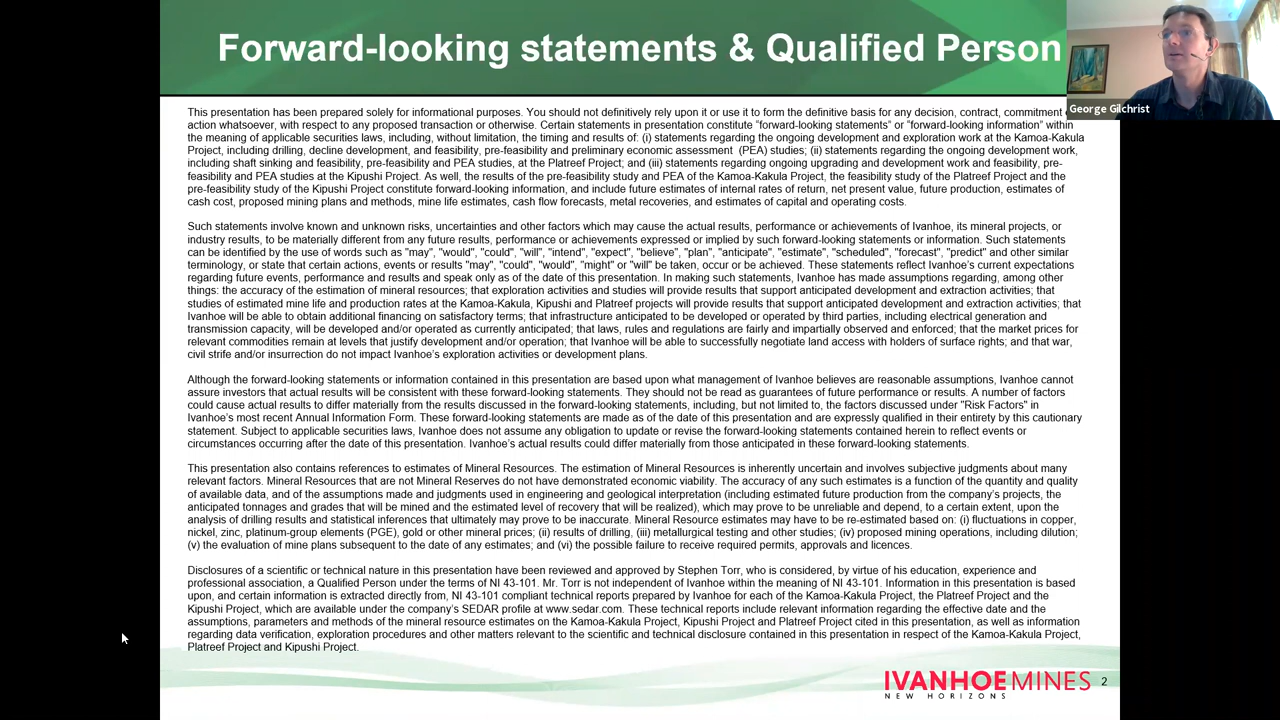 Forward-looking statements & Qualified Person
George Gilchrist
This presentation has been prepared solely for informational purposes. You should not definitively rely upon it or use it to form the definitive basis for any decision, contract, commitment
action whatsoever, with respect to any proposed transaction or otherwise. Certain statements in presentation constitute "forward-looking statements" or "forward-looking information" within
the meaning of applicable securities laws, including, without limitation, the timing and results of: (i) statements regarding the ongoing development and exploration work at the Kamoa-Kakula
Project, including drilling, decline development, and feasibility, pre-feasibility and preliminary economic assessment (PEA) studies; (ii) statements regarding the ongoing development work,
including shaft sinking and feasibility, pre-feasibility and PEA studies, at the Platreef Project; and (iii) statements regarding ongoing upgrading and development work and feasibility, pre-
feasibility and PEA studies at the Kipushi Project. As well, the results of the pre-feasibility study and PEA of the Kamoa-Kakula Project, the feasibility study of the Platreef Project and the
pre-feasibility study of the Kipushi Project constitute forward-looking information, and include future estimates of internal rates of return, net present value, future production, estimates of
cash cost, proposed mining plans and methods, mine life estimates, cash flow forecasts, metal recoveries, and estimates of capital and operating costs.
Such statements involve known and unknown risks, uncertainties and other factors which may cause the actual results, performance or achievements of Ivanhoe, its mineral projects, or
industry results, to be materially different from any future results, performance or achievements expressed or implied by such forward-looking statements or information. Such statements
can be identified by the use of words such as "may", "would", "could", "will", "intend", "expect", "believe", "plan", "anticipate", "estimate", "scheduled", "forecast", "predict" and other similar
terminology, or state that certain actions, events or results "may", "could", "would", "might" or "will" be taken, occur or be achieved. These statements reflect Ivanhoe's current expectations
regarding future events, performance and results and speak only as of the date of this presentation. In making such statements, Ivanhoe has made assumptions regarding, among other
things: the accuracy of the estimation of mineral resources; that exploration activities and studies will provide results that support anticipated development and extraction activities; that
studies of estimated mine life and production rates at the Kamoa-Kakula, Kipushi and Platreef projects will provide results that support anticipated development and extraction activities; that
Ivanhoe will be able to obtain additional financing on satisfactory terms; that infrastructure anticipated to be developed or operated by third parties, including electrical generation and
transmission capacity, will be developed and/or operated as currently anticipated; that laws, rules and regulations are fairly and impartially observed and enforced; that the market prices for
relevant commodities remain at levels that justify development and/or operation; that Ivanhoe will be able to successfully negotiate land access with holders of surface rights; and that war,
civil strife and/or insurrection do not impact Ivanhoe's exploration activities or development plans.
Although the forward-looking statements or information contained in this presentation are based upon what management of Ivanhoe believes are reasonable assumptions, Ivanhoe cannot
assure investors that actual results will be consistent with these forward-looking statements. They should not be read as guarantees of future performance or results. A number of factors
could cause actual results to differ materially from the results discussed in the forward-looking statements, including, but not limited to, the factors discussed under "Risk Factors" in
Ivanhoe's most recent Annual Information Form. These forward-looking statements are made as of the date of this presentation and are expressly qualified in their entirety by this cautionary
statement. Subject to applicable securities laws, Ivanhoe does not assume any obligation to update or revise the forward-looking statements contained herein to reflect events or
circumstances occurring after the date of this presentation. Ivanhoe's actual results could differ materially from those anticipated in these forward-looking statements.
This presentation also contains references to estimates of Mineral Resources. The estimation of Mineral Resources is inherently uncertain and involves subjective judgments about many
relevant factors. Mineral Resources that are not Mineral Reserves do not have demonstrated economic viability. The accuracy of any such estimates is a function of the quantity and quality
of available data, and of the assumptions made and judgments used in engineering and geological interpretation (including estimated future production from the company's projects, the
anticipated tonnages and grades that will be mined and the estimated level of recovery that will be realized), which may prove to be unreliable and depend, to a certain extent, upon the
analysis of drilling results and statistical inferences that ultimately may prove to be inaccurate. Mineral Resource estimates may have to be re-estimated based on: (i) fluctuations in copper,
nickel, zinc, platinum-group elements (PGE), gold or other mineral prices; (ii) results of drilling, (iii) metallurgical testing and other studies; (iv) proposed mining operations, including dilution;
(v) the evaluation of mine plans subsequent to the date of any estimates; and (vi) the possible failure to receive required permits, approvals and licences.
Disclosures of a scientific or technical nature in this presentation have been reviewed and approved by Stephen Torr, who is considered, by virtue of his education, experience and
professional association, a Qualified Person under the terms of NI 43-101. Mr. Torr is not independent of Ivanhoe within the meaning of NI 43-101. Information in this presentation is based
upon, and certain information is extracted directly from, NI 43-101 compliant technical reports prepared by Ivanhoe for each of the Kamoa-Kakula Project, the Platreef Project and the
Kipushi Project, which are available under the company's SEDAR profile at www.sedar.com. These technical reports include relevant information regarding the effective date and the
assumptions, parameters and methods of the mineral resource estimates on the Kamoa-Kakula Project, Kipushi Project and Platreef Project cited in this presentation, as well as information
regarding data verification, exploration procedures and other matters relevant to the scientific and technical disclosure contained in this presentation in respect of the Kamoa-Kakula Project,
Platreef Project and Kipushi Project.
IVANHOEMINES 2
NEW HORIZONS